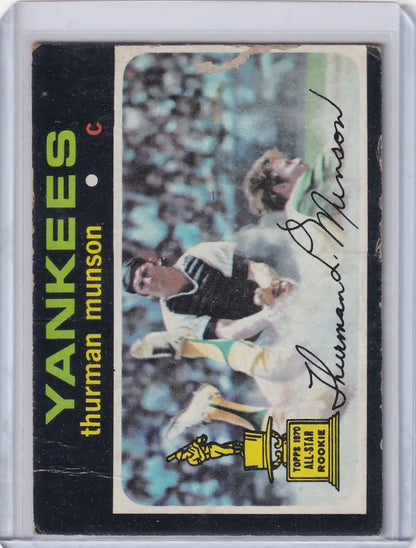 YANKEES
thurman munson • c
Thurman L. Munson
TOPPS 1970
ALL-STAR
ROOKIE